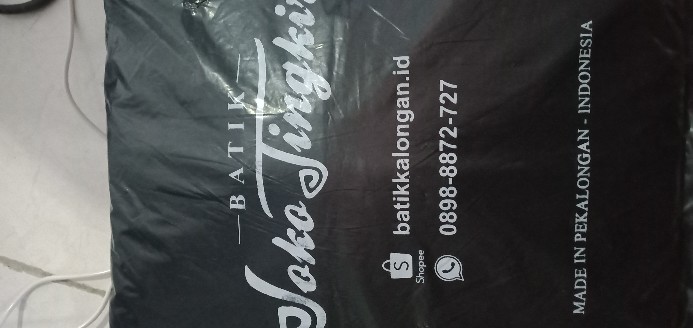 BATIK
Joko Tingkir
batikkalongan.id
Shopee
0898-8872-727
MADE IN PEKALONGAN - INDONESIA